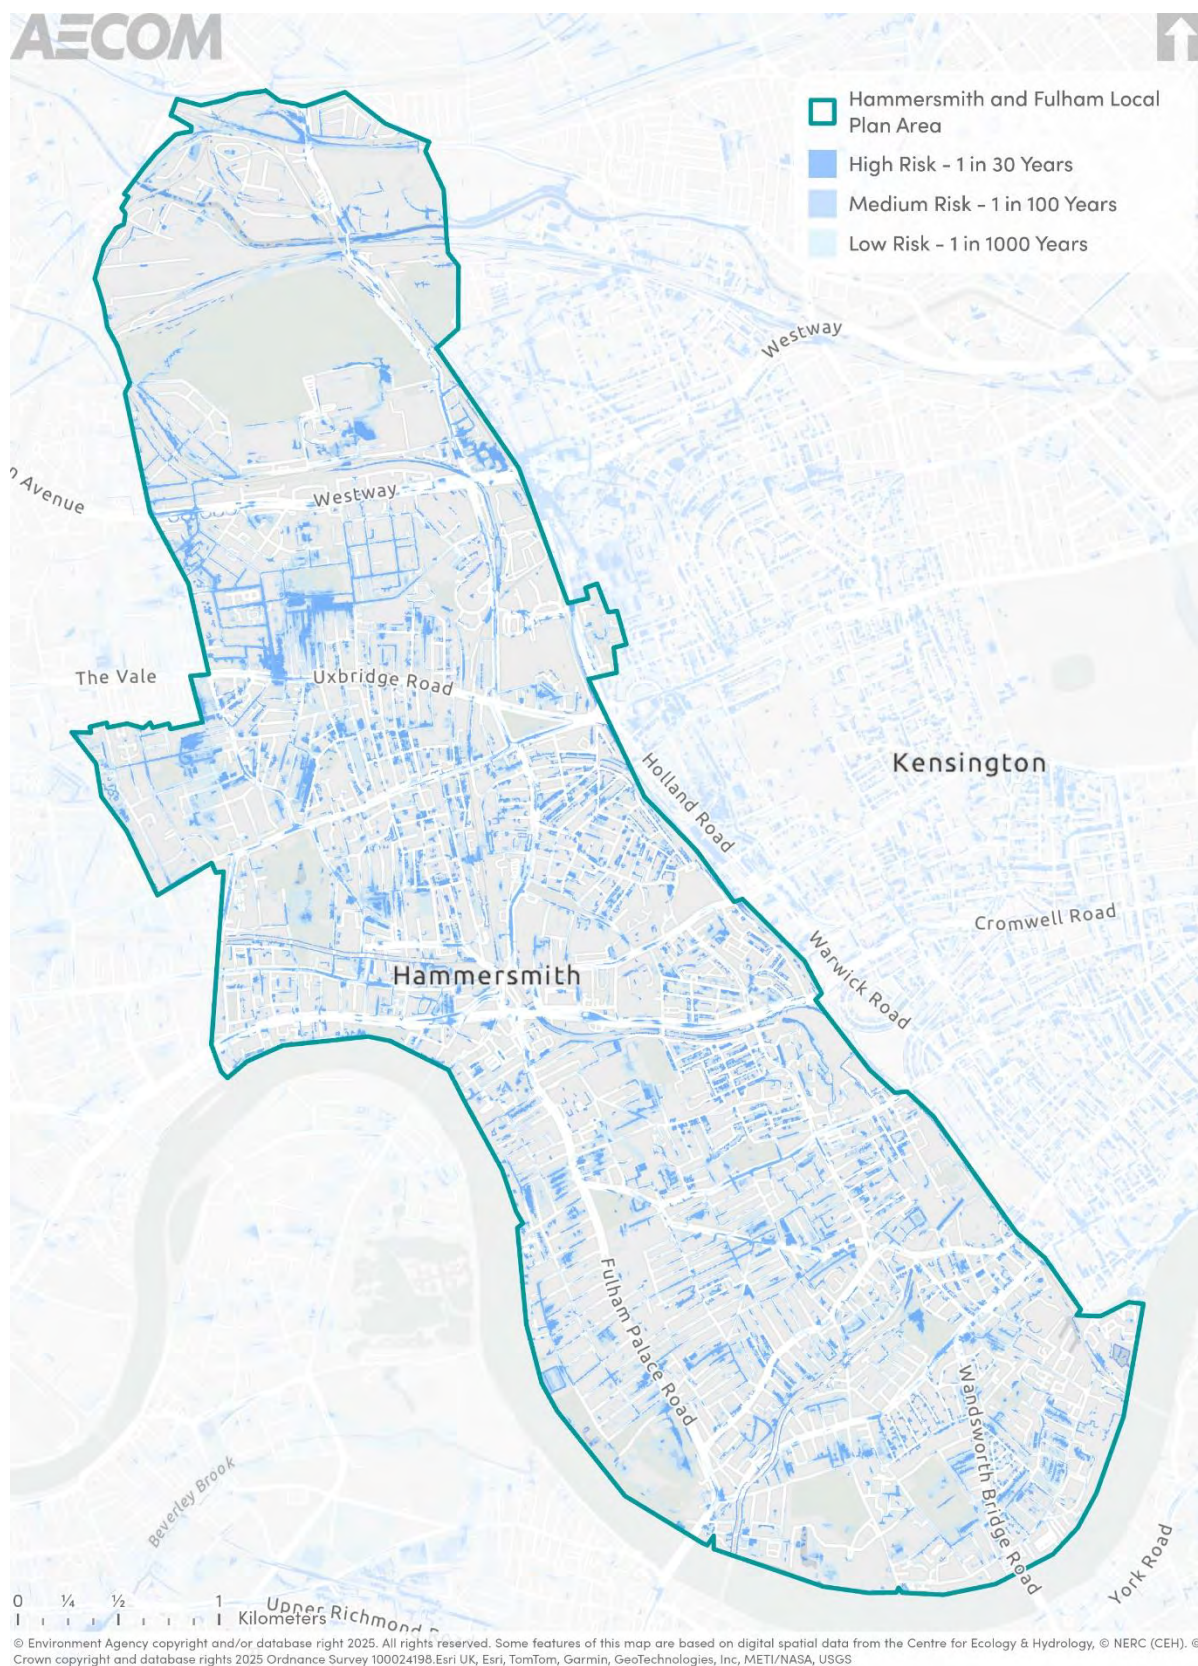 AECOM
Hammersmith and Fulham Local
Plan Area
High Risk - 1 in 30 Years
Medium Risk - 1 in 100 Years
Low Risk - 1 in 1000 Years
Westway
n Avenue
Westway
The Vale
Uxbridge Road
Holland Road
Kensington
Cromwell Road
Warwick Road
Hammersmith
Fulham Palace Road
Wandsworth Bridge Road
Beverley Brook
York Road
0 ¼ ½ 1
Kilometers
Upper Richmond
© Environment Agency copyright and/or database right 2025. All rights reserved. Some features of this map are based on digital spatial data from the Centre for Ecology & Hydrology, © NERC (CEH). ©
Crown copyright and database rights 2025 Ordnance Survey 100024198.Esri UK, Esri, TomTom, Garmin, GeoTechnologies, Inc, METI/NASA, USGS